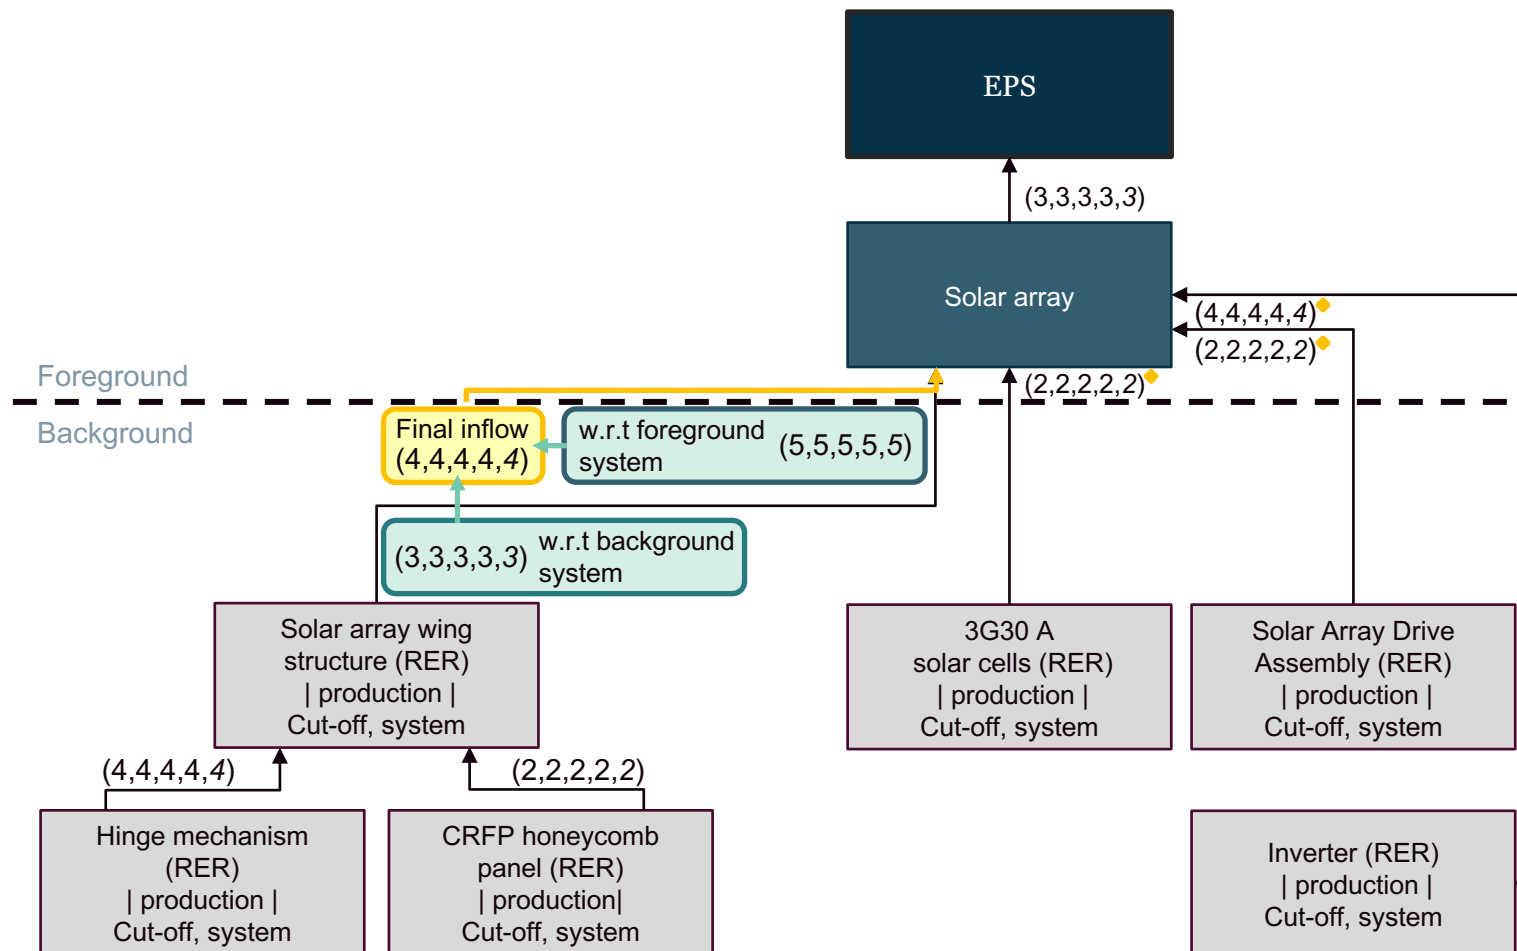 EPS
(3,3,3,3,3)
Solar array
(4,4,4,4,4)
(2,2,2,2,2)
(2,2,2,2,2)
Foreground
Background
Final inflow
(4,4,4,4,4)
w.r.t foreground
system
(5,5,5,5,5)
(3,3,3,3,3)
w.r.t background
system
Solar array wing
structure (RER)
| production |
Cut-off, system
3G30 A
solar cells (RER)
| production |
Cut-off, system
Solar Array Drive
Assembly (RER)
| production |
Cut-off, system
(4,4,4,4,4)
(2,2,2,2,2)
Hinge mechanism
(RER)
| production |
Cut-off, system
CRFP honeycomb
panel (RER)
| production|
Cut-off, system
Inverter (RER)
| production |
Cut-off, system